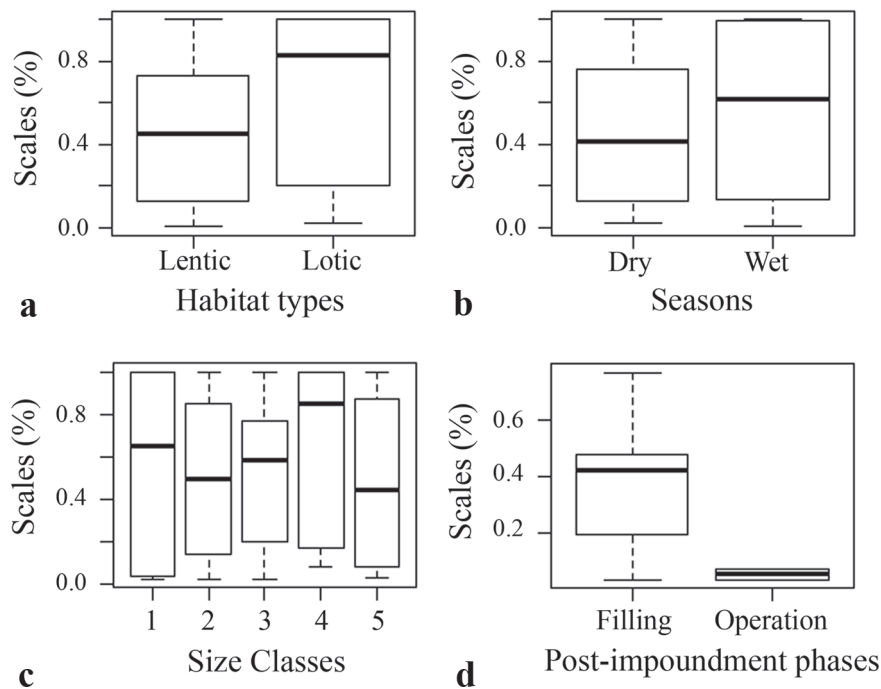 Scales (%)
0.8
0.4
0.0
Lentic Lotic
a Habitat types
Scales (%)
0.8
0.4
0.0
Dry Wet
b Seasons
Scales (%)
0.8
0.4
0.0
1 2 3 4 5
c Size Classes
Scales (%)
0.6
0.4
0.2
Filling Operation
d Post-impoundment phases